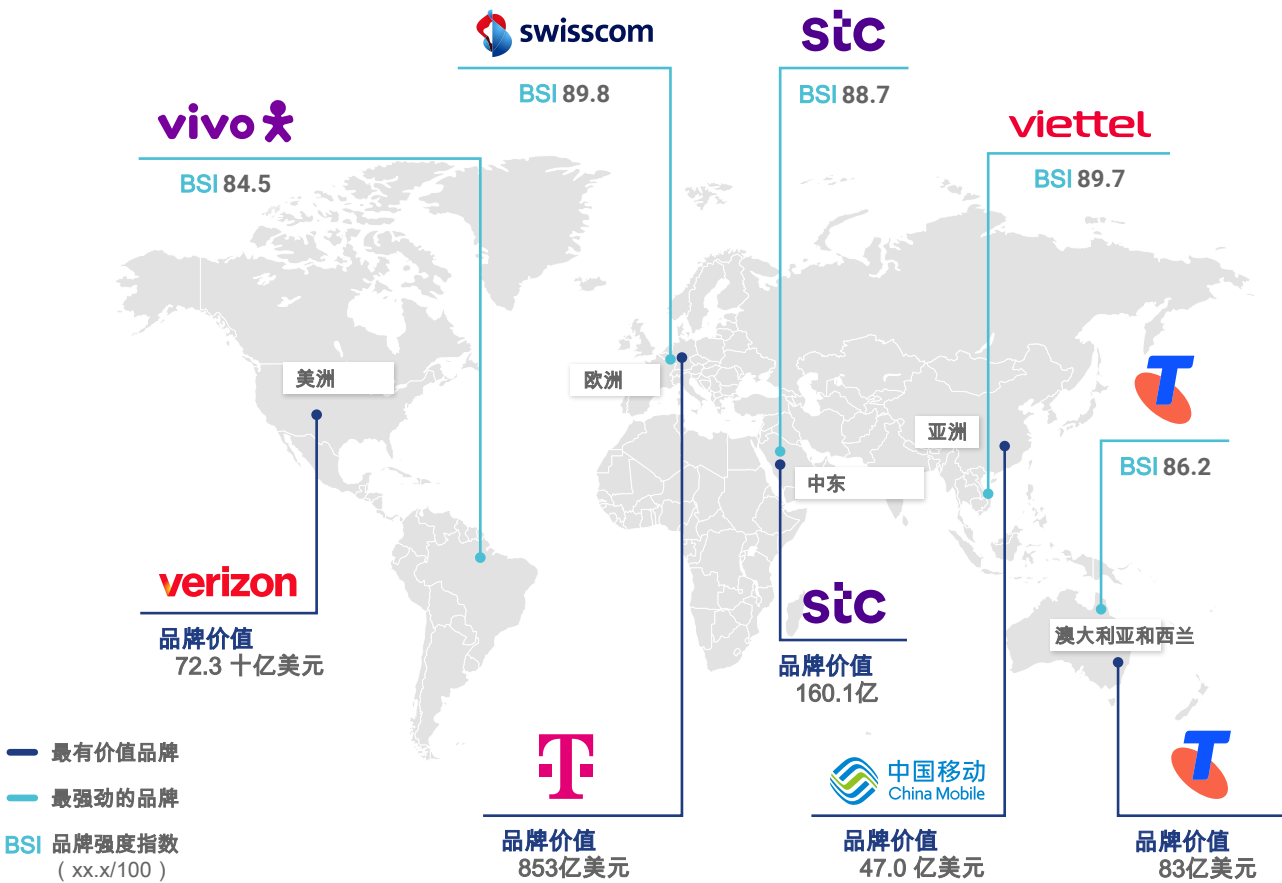 swisscom
BSI 89.8
stc
BSI 88.7
vivo
BSI 84.5
viettel
BSI 89.7
美洲
欧洲
亚洲
中东
T
BSI 86.2
verizon
品牌价值
72.3 十亿美元
stc
品牌价值
160.1亿
澳大利亚和西兰
最有价值品牌
最强劲的品牌
BSI 品牌强度指数
（xx.x/100）
T
品牌价值
853亿美元
中国移动
China Mobile
品牌价值
47.0 亿美元
T
品牌价值
83亿美元